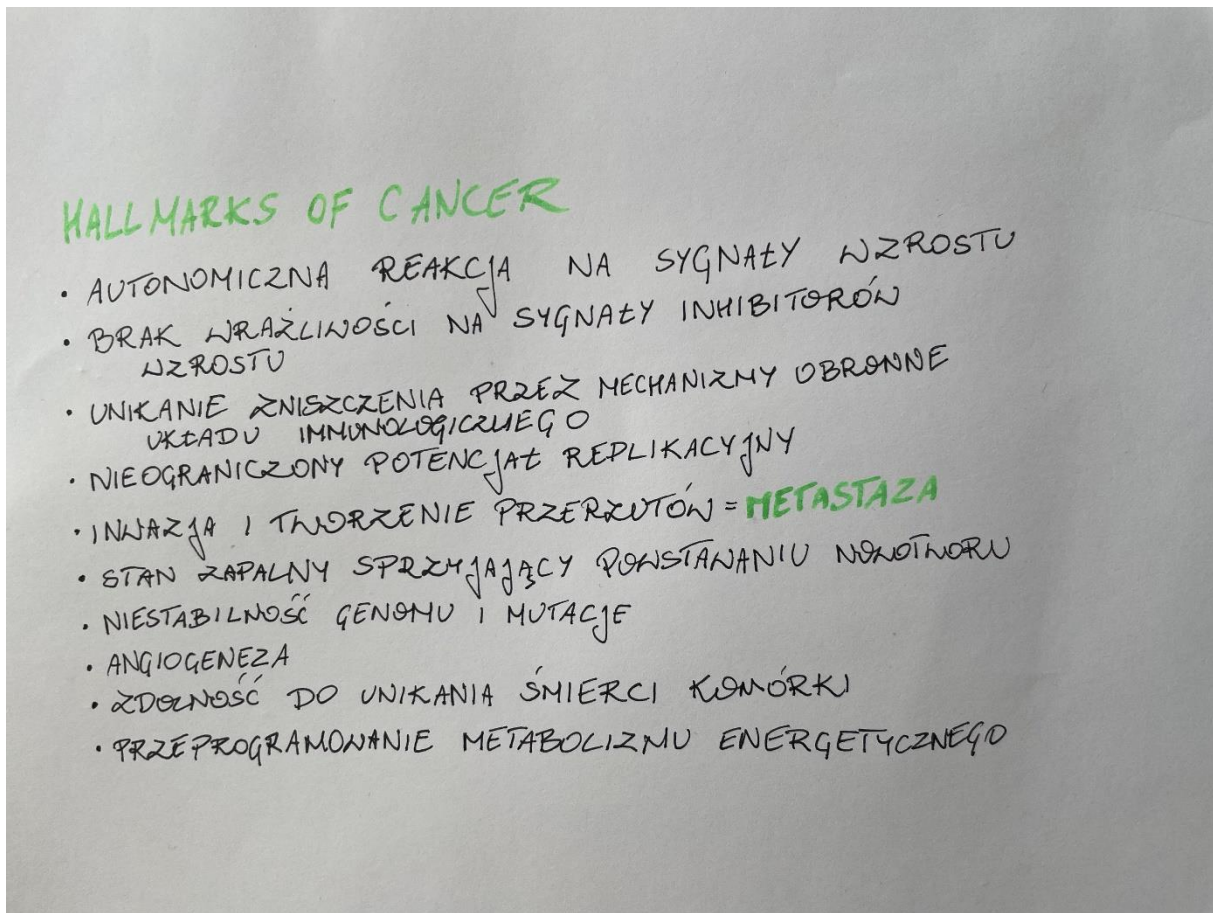 HALLMARKS OF CANCER
• AUTONOMICZNA REAKCJA NA SYGNAŁY WZROSTU
• BRAK WRAŻLIWOŚCI NA SYGNAŁY INHIBITORÓW
WZROSTU
• UNIKANIE ZNISZCZENIA PRZEZ MECHANIZMY OBRONNE
UKŁADU IMMUNOLOGICZNEGO
• NIEOGRANICZONY POTENCJAŁ REPLIKACYJNY
• INWAZJA I TWORZENIE PRZERZUTÓW = METASTAZA
• STAN ZAPALNY SPRZYJAJĄCY POWSTAWANIU NOWOTWORU
• NIESTABILNOŚĆ GENOMU I MUTACJE
• ANGIOGENEZA
• ZDOLNOŚĆ DO UNIKANIA ŚMIERCI KOMÓRKI
• PRZEPROGRAMOWANIE METABOLIZMU ENERGETYCZNEGO